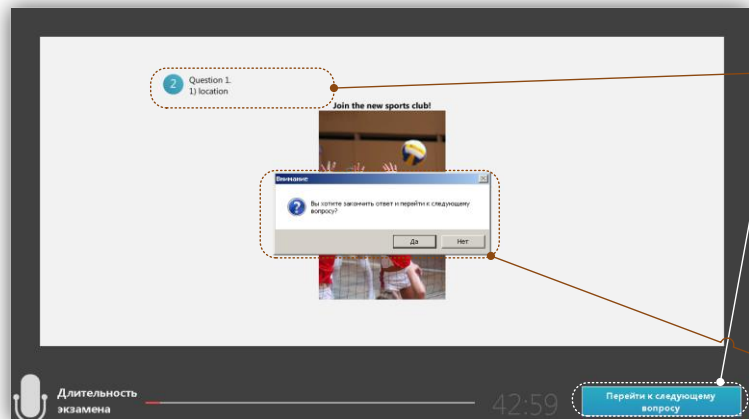 2
Question 1.
1) location
Join the new sports club!
Внимание
Вы хотите закончить ответ и перейти к следующему
вопросу?
Да
Нет
Длительность
экзамена
42:59
Перейти к следующему
вопросу